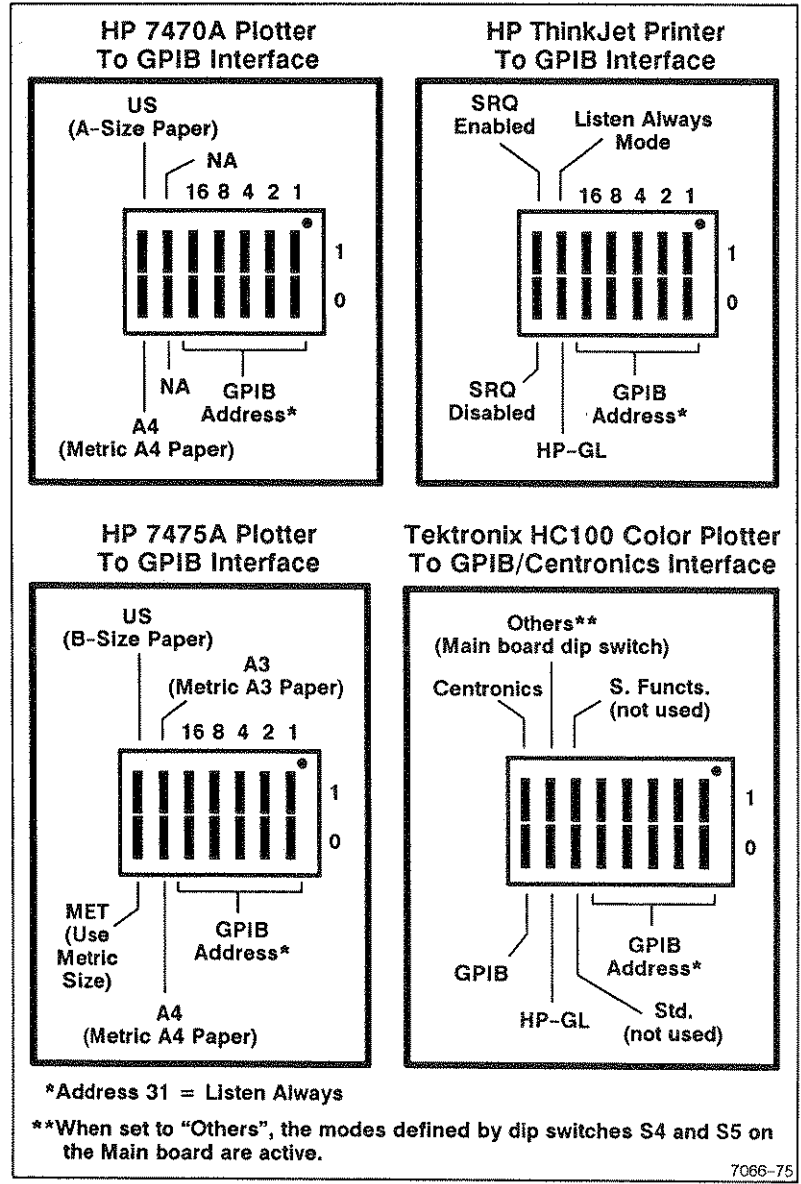 HP 7470A Plotter
To GPIB Interface
US
(A-Size Paper)
NA
16 8 4 2 1
1
0
NA
GPIB
Address*
A4
(Metric A4 Paper)
HP ThinkJet Printer
To GPIB Interface
SRQ
Enabled
Listen Always
Mode
16 8 4 2 1
1
0
SRQ
Disabled
GPIB
Address*
HP-GL
HP 7475A Plotter
To GPIB Interface
US
(B-Size Paper)
A3
(Metric A3 Paper)
16 8 4 2 1
1
0
MET
(Use
Metric
Size)
GPIB
Address*
A4
(Metric A4 Paper)
Tektronix HC100 Color Plotter
To GPIB/Centronics Interface
Others**
(Main board dip switch)
Centronics
S. Functs.
(not used)
1
0
GPIB
GPIB
Address*
HP-GL
Std.
(not used)
*Address 31 = Listen Always
**When set to "Others", the modes defined by dip switches S4 and S5 on
the Main board are active.
7066-75